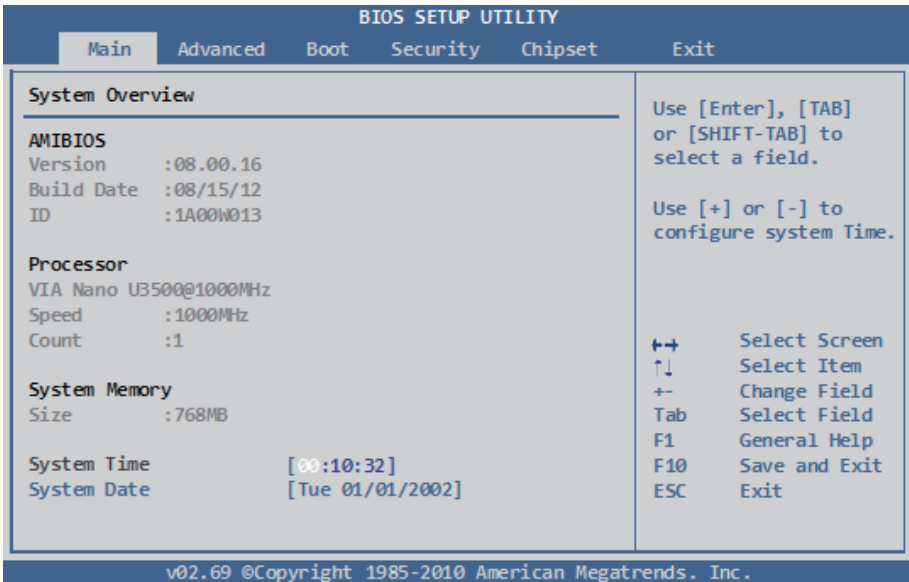 BIOS SETUP UTILITY
Main Advanced Boot Security Chipset Exit
System Overview
AMIBIOS
Version :08.00.16
Build Date :08/15/12
ID :1A00W013
Processor
VIA Nano U3500@1000MHz
Speed :1000MHz
Count :1
System Memory
Size :768MB
System Time [00:10:32]
System Date [Tue 01/01/2002]
Use [Enter], [TAB]
or [SHIFT-TAB] to
select a field.
Use [+] or [-] to
configure system Time.
←→ Select Screen
↑↓ Select Item
+- Change Field
Tab Select Field
F1 General Help
F10 Save and Exit
ESC Exit
v02.69 ©Copyright 1985-2010 American Megatrends. Inc.